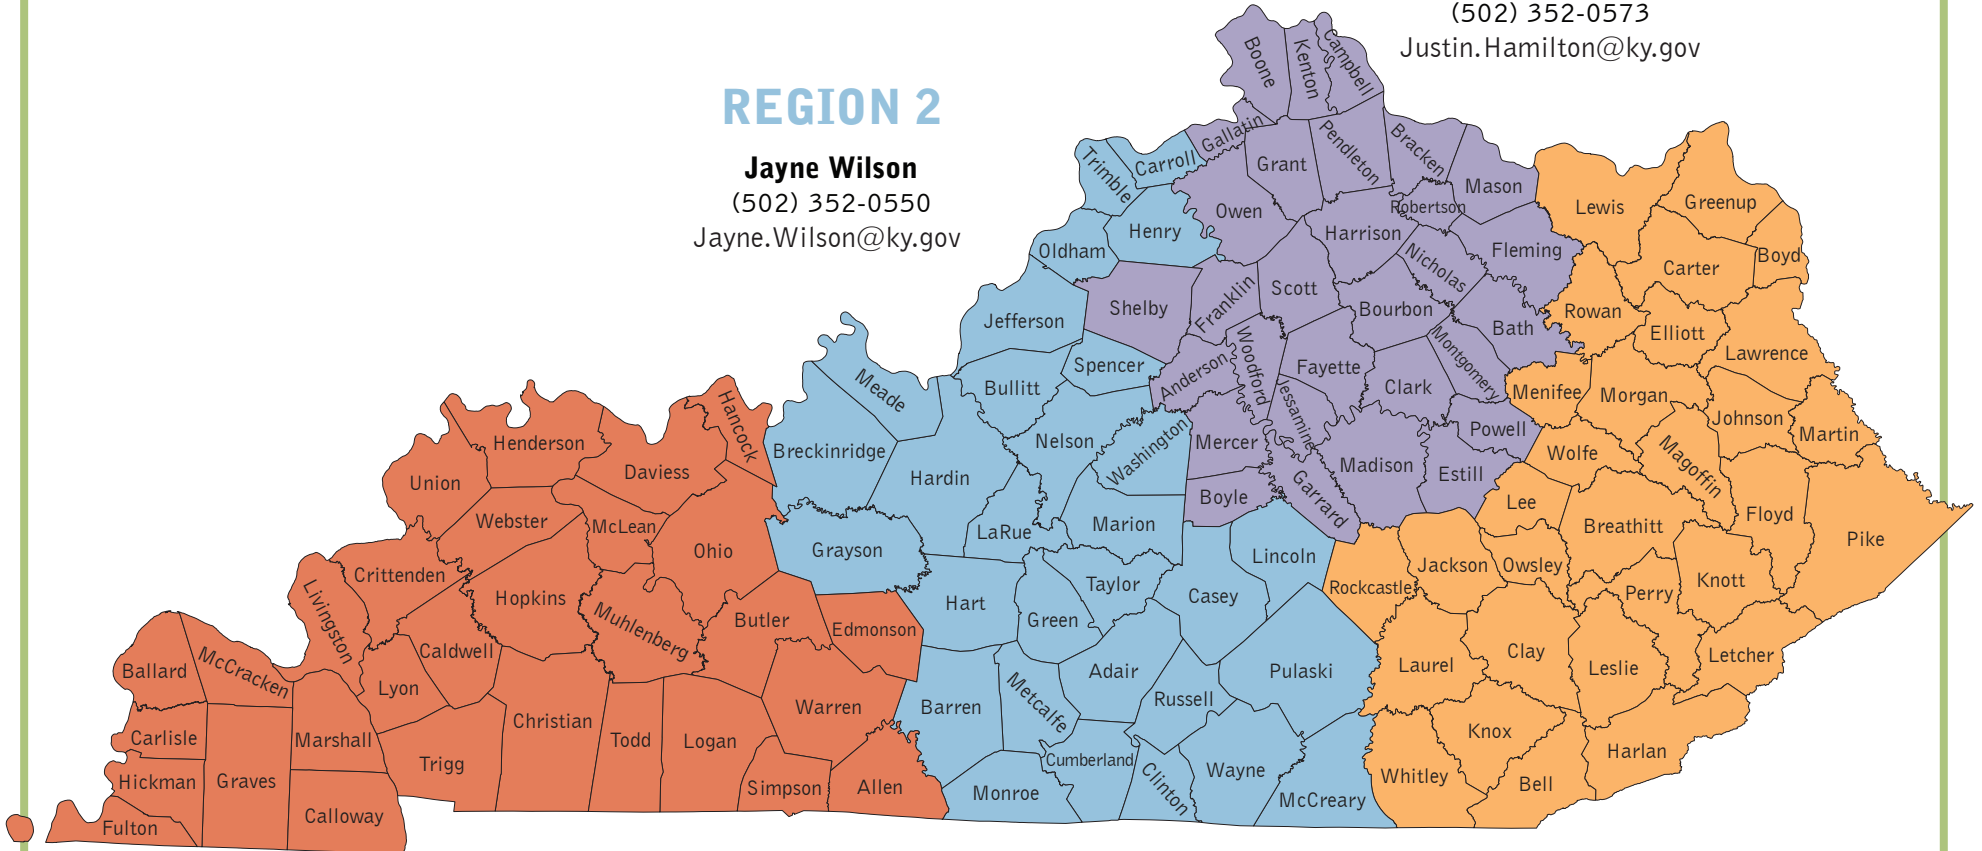 (502) 352-0573
Justin.Hamilton@ky.gov
REGION 2
Jayne Wilson
(502) 352-0550
Jayne.Wilson@ky.gov
Boone
Kenton
Campbell
Gallatin
Grant
Pendleton
Bracken
Mason
Robertson
Owen
Harrison
Nicholas
Fleming
Shelby
Franklin
Scott
Bourbon
Bath
Montgomery
Anderson
Woodford
Fayette
Jessamine
Clark
Powell
Mercer
Madison
Estill
Boyle
Garrard
Trimble
Carroll
Henry
Oldham
Jefferson
Spencer
Bullitt
Meade
Breckinridge
Hardin
Nelson
Washington
LaRue
Marion
Grayson
Hart
Green
Taylor
Casey
Lincoln
Barren
Metcalfe
Adair
Russell
Pulaski
Monroe
Cumberland
Clinton
Wayne
McCreary
Lewis
Greenup
Carter
Boyd
Rowan
Elliott
Lawrence
Menifee
Morgan
Johnson
Martin
Wolfe
Magoffin
Lee
Breathitt
Floyd
Pike
Jackson
Owsley
Rockcastle
Perry
Knott
Laurel
Clay
Leslie
Letcher
Knox
Harlan
Whitley
Bell
Hancock
Henderson
Daviess
Union
Webster
McLean
Ohio
Crittenden
Livingston
Hopkins
Muhlenberg
Butler
Edmonson
Caldwell
Ballard
McCracken
Lyon
Carlisle
Marshall
Christian
Todd
Logan
Warren
Hickman
Graves
Trigg
Simpson
Allen
Fulton
Calloway